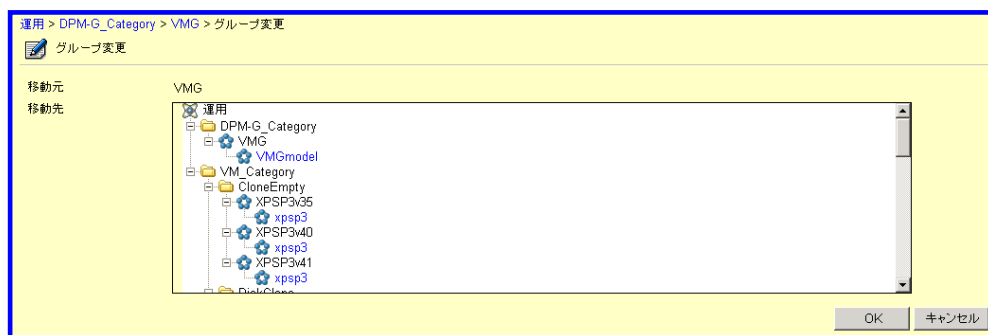 運用 > DPM-G_Category > VMG > グループ変更
グループ変更
移動元 VMG
移動先
運用
DPM-G_Category
VMG
VMGmodel
VM_Category
CloneEmpty
XPSP3v35
xpsp3
XPSP3v40
xpsp3
XPSP3v41
xpsp3
DiskClone
OK キャンセル